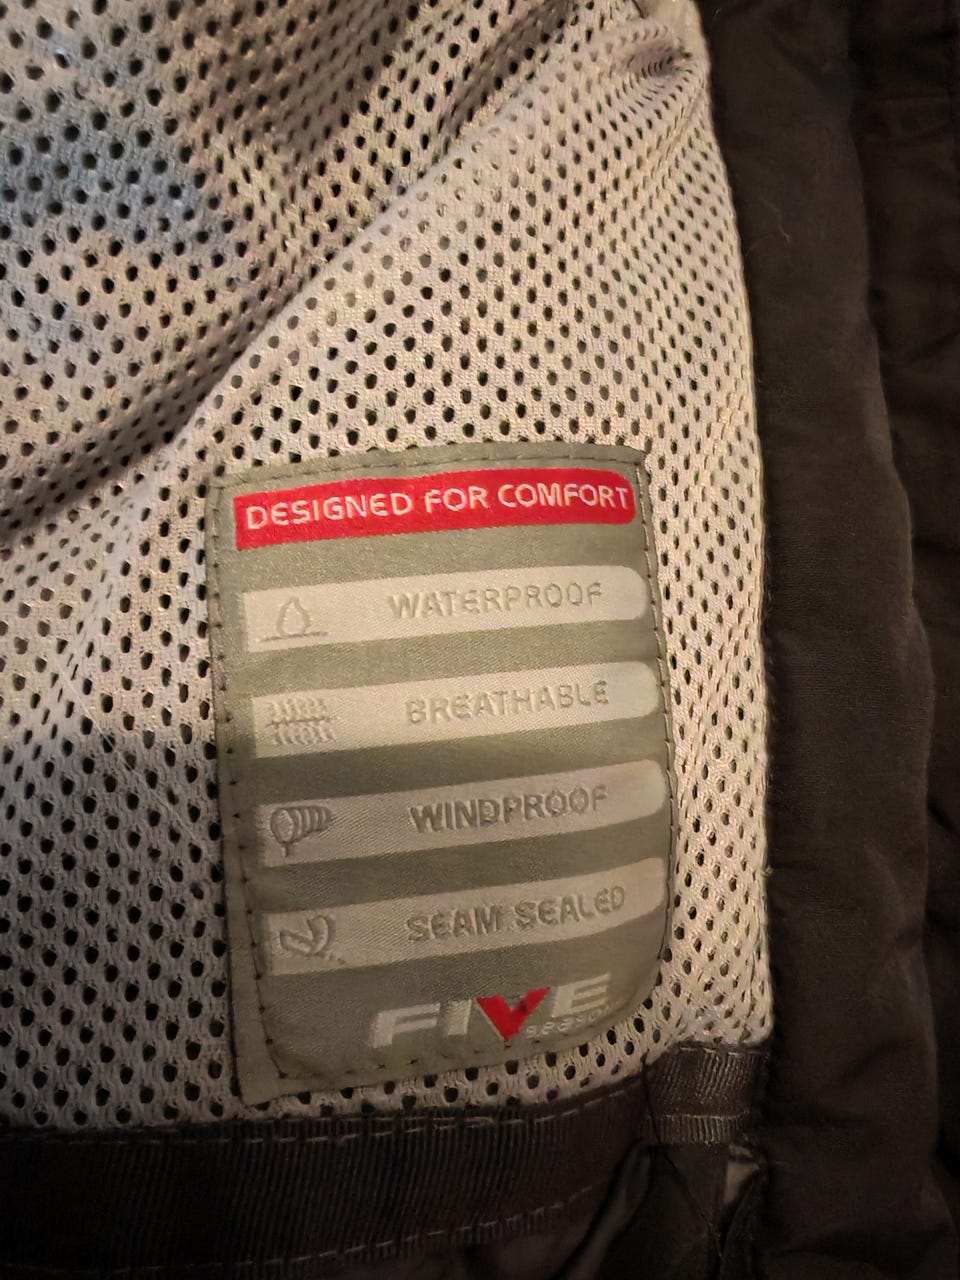 DESIGNED FOR COMFORT
WATERPROOF
BREATHABLE
WINDPROOF
SEAM SEALED
FIVE